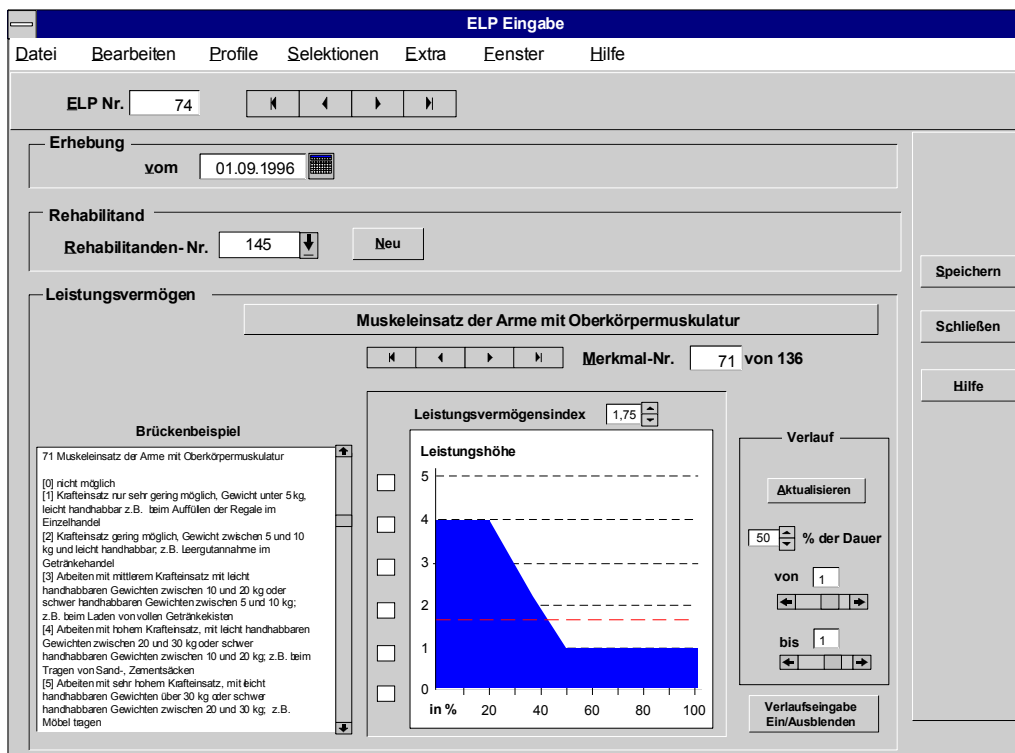 ELP Eingabe
Datei Bearbeiten Profile Selektionen Extra Fenster Hilfe
ELP Nr. 74
Erhebung
vom 01.09.1996
Rehabilitand
Rehabilitanden- Nr. 145 Neu
Leistungsvermögen
Muskeleinsatz der Arme mit Oberkörpermuskulatur
Merkmal-Nr. 71 von 136
Brückenbeispiel
71 Muskeleinsatz der Arme mit Oberkörpermuskulatur
[0] nicht möglich
[1] Krafteinsatz nur sehr gering möglich, Gewicht unter 5 kg,
leicht handhabbar z.B. beim Auffüllen der Regale im
Einzelhandel
[2] Krafteinsatz gering möglich, Gewicht zwischen 5 und 10
kg und leicht handhabbar; z.B. Leergutannahme im
Getränkehandel
[3] Arbeiten mit mittlerem Krafteinsatz mit leicht
handhabbaren Gewichten zwischen 10 und 20 kg oder
schwer handhabbaren Gewichten zwischen 5 und 10 kg;
z.B. beim Laden von vollen Getränkekisten
[4] Arbeiten mit hohem Krafteinsatz, mit leicht handhabbaren
Gewichten zwischen 20 und 30 kg oder schwer
handhabbaren Gewichten zwischen 10 und 20 kg; z.B. beim
Tragen von Sand-, Zementsäcken
[5] Arbeiten mit sehr hohem Krafteinsatz, mit leicht
handhabbaren Gewichten über 30 kg oder schwer
handhabbaren Gewichten zwischen 20 und 30 kg; z.B.
Möbel tragen
Leistungsvermögensindex 1,75
Leistungshöhe
5
4
3
2
1
0
in % 20 40 60 80 100
Verlauf
Aktualisieren
50 % der Dauer
von 1
bis 1
Verlaufseingabe
Ein/Ausblenden
Speichern
Schließen
Hilfe